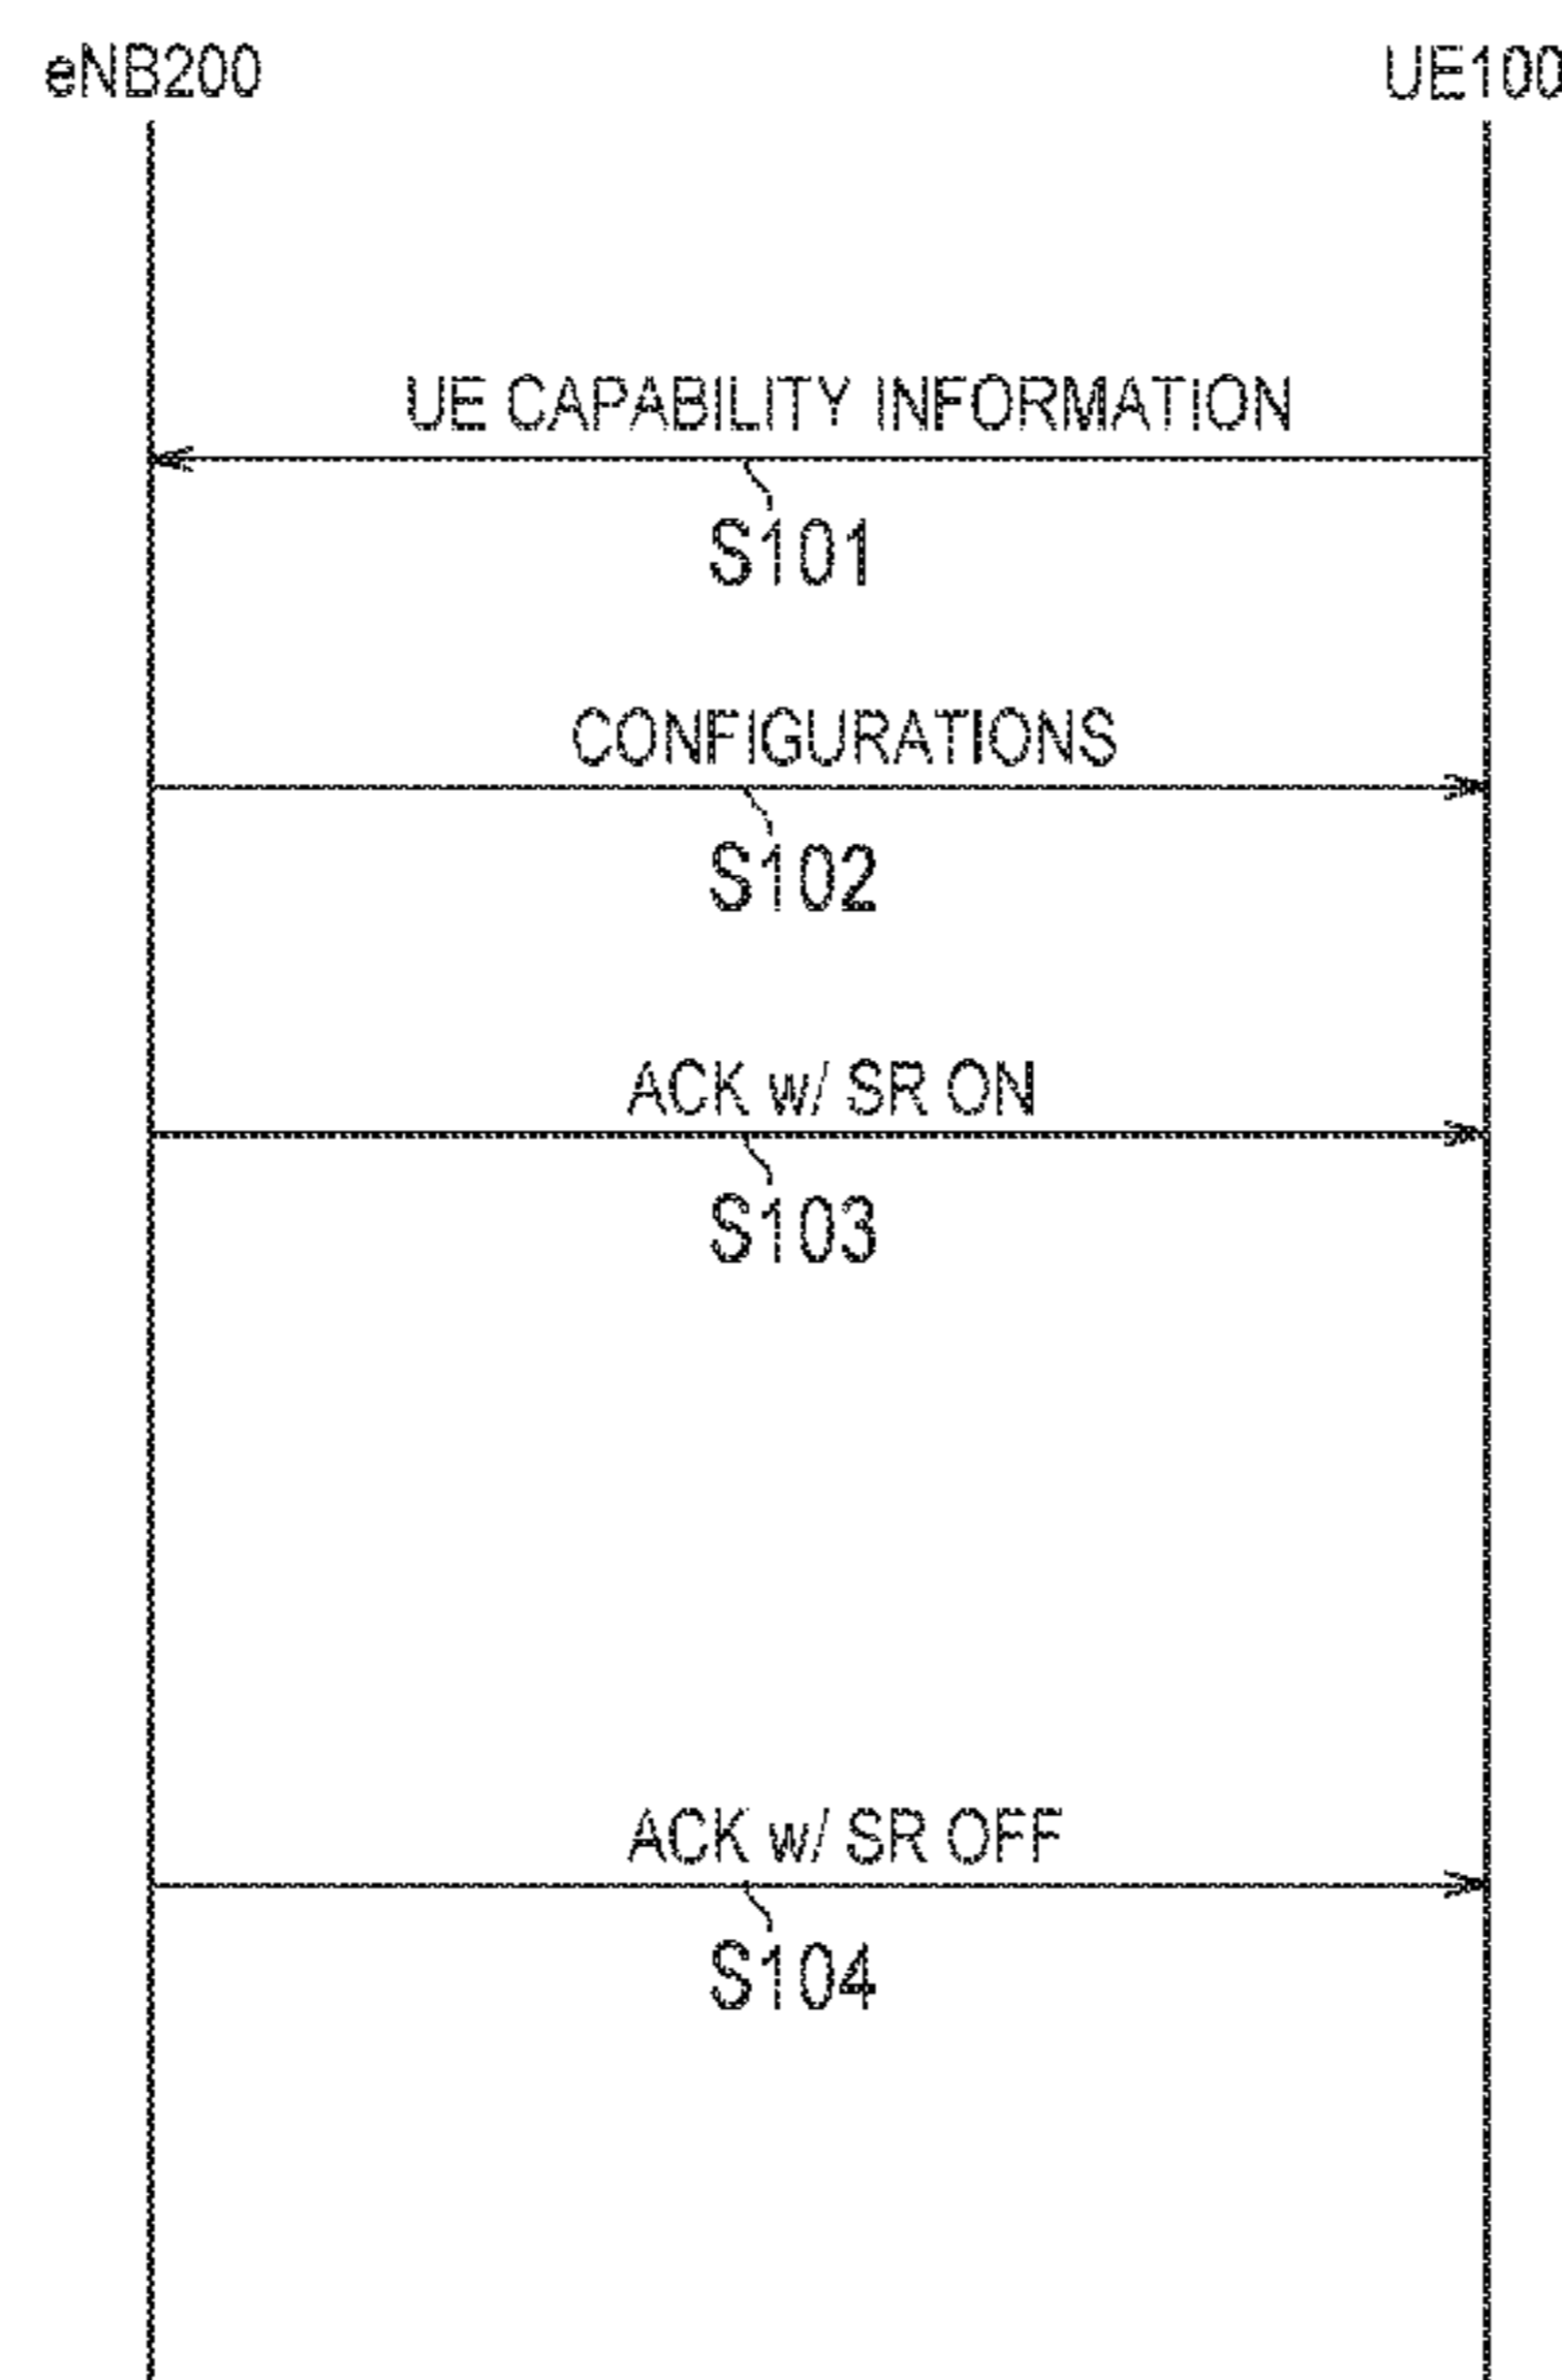 eNB200 UE100
UE CAPABILITY INFORMATION
S101
CONFIGURATIONS
S102
ACK w/ SR ON
S103
ACK w/ SR OFF
S104